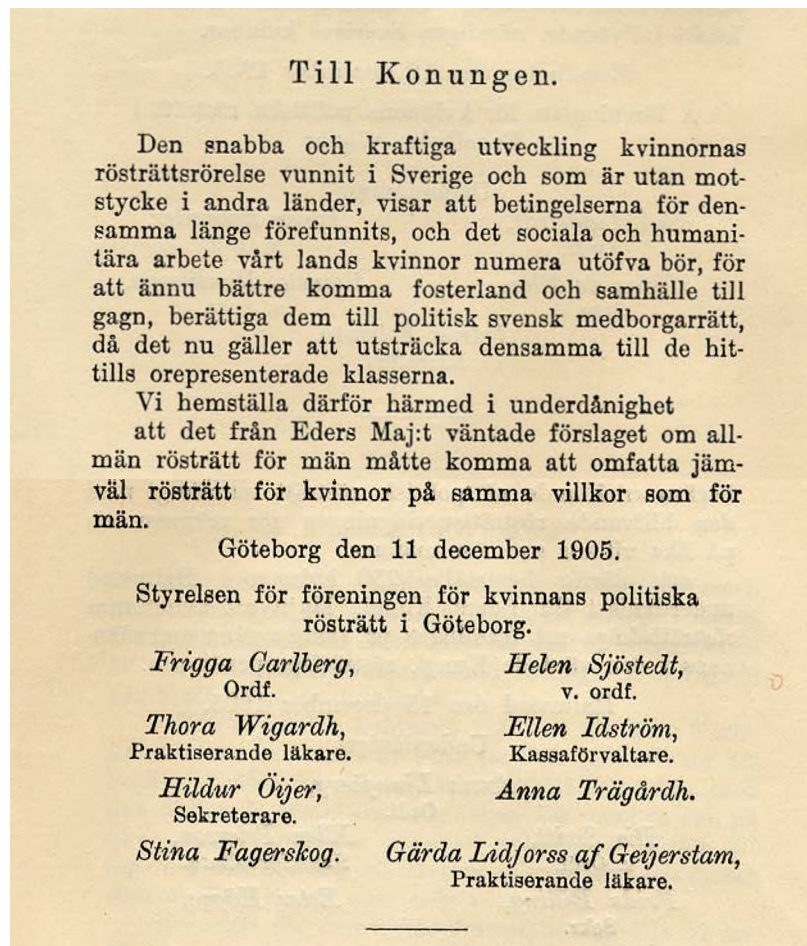 Till Konungen.
Den snabba och kraftiga utveckling kvinnornas
rösträttsrörelse vunnit i Sverige och som är utan mot-
stycke i andra länder, visar att betingelserna för den-
samma länge förefunnits, och det sociala och humani-
tära arbete vårt lands kvinnor numera utöfva bör, för
att ännu bättre komma fosterland och samhälle till
gagn, berättiga dem till politisk svensk medborgarrätt,
då det nu gäller att utsträcka densamma till de hit-
tills orepresenterade klasserna.
Vi hemställa därför härmed i underdånighet
att det från Eders Maj:t väntade förslaget om all-
män rösträtt för män måtte komma att omfatta jäm-
väl rösträtt för kvinnor på samma villkor som för
män.
Göteborg den 11 december 1905.
Styrelsen för föreningen för kvinnans politiska
rösträtt i Göteborg.
Frigga Carlberg, Helen Sjöstedt,
Ordf. v. ordf.
Thora Wigardh, Ellen Idström,
Praktiserande läkare. Kassaförvaltare.
Hildur Öijer, Anna Trägårdh.
Sekreterare.
Stina Fagerskog. Gärda Lidforss af Geijerstam,
Praktiserande läkare.